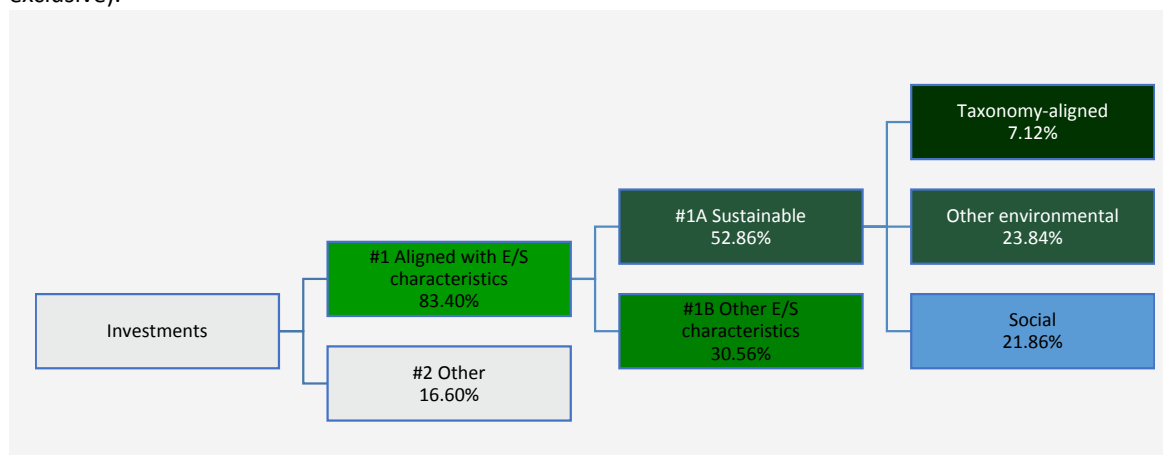 exclusive).
Taxonomy-aligned
7.12%
#1A Sustainable
52.86%
Other environmental
23.84%
#1 Aligned with E/S
characteristics
83.40%
Investments
#1B Other E/S
characteristics
30.56%
Social
21.86%
#2 Other
16.60%